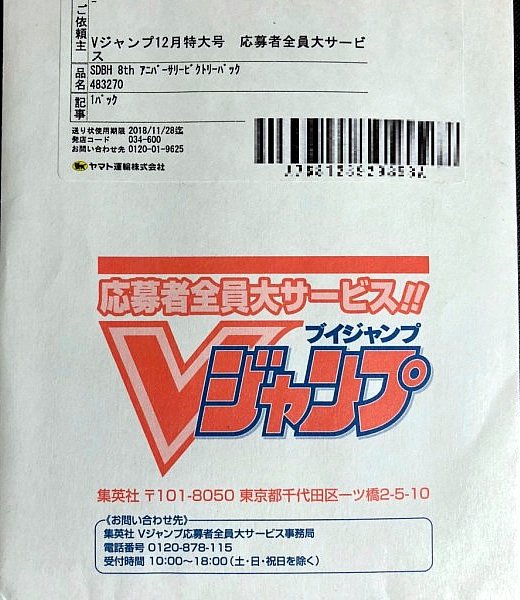 ご依頼主
Vジャンプ12月特大号 応募者全員大サービ
ス
品名
SDBH 8th アニバーサリービクトリーパック
483270
記事
1パック
送り状使用期限 2018/11/28迄
発店コード 034-600
お問い合わせ先 0120-01-9625
ヤマト運輸株式会社
応募者全員大サービス!!
ブイジャンプ
Vジャンプ
集英社 〒101-8050 東京都千代田区一ツ橋2-5-10
《お問い合わせ先》
集英社 Vジャンプ応募者全員大サービス事務局
電話番号 0120-878-115
受付時間 10:00〜18:00(土・日・祝日を除く)